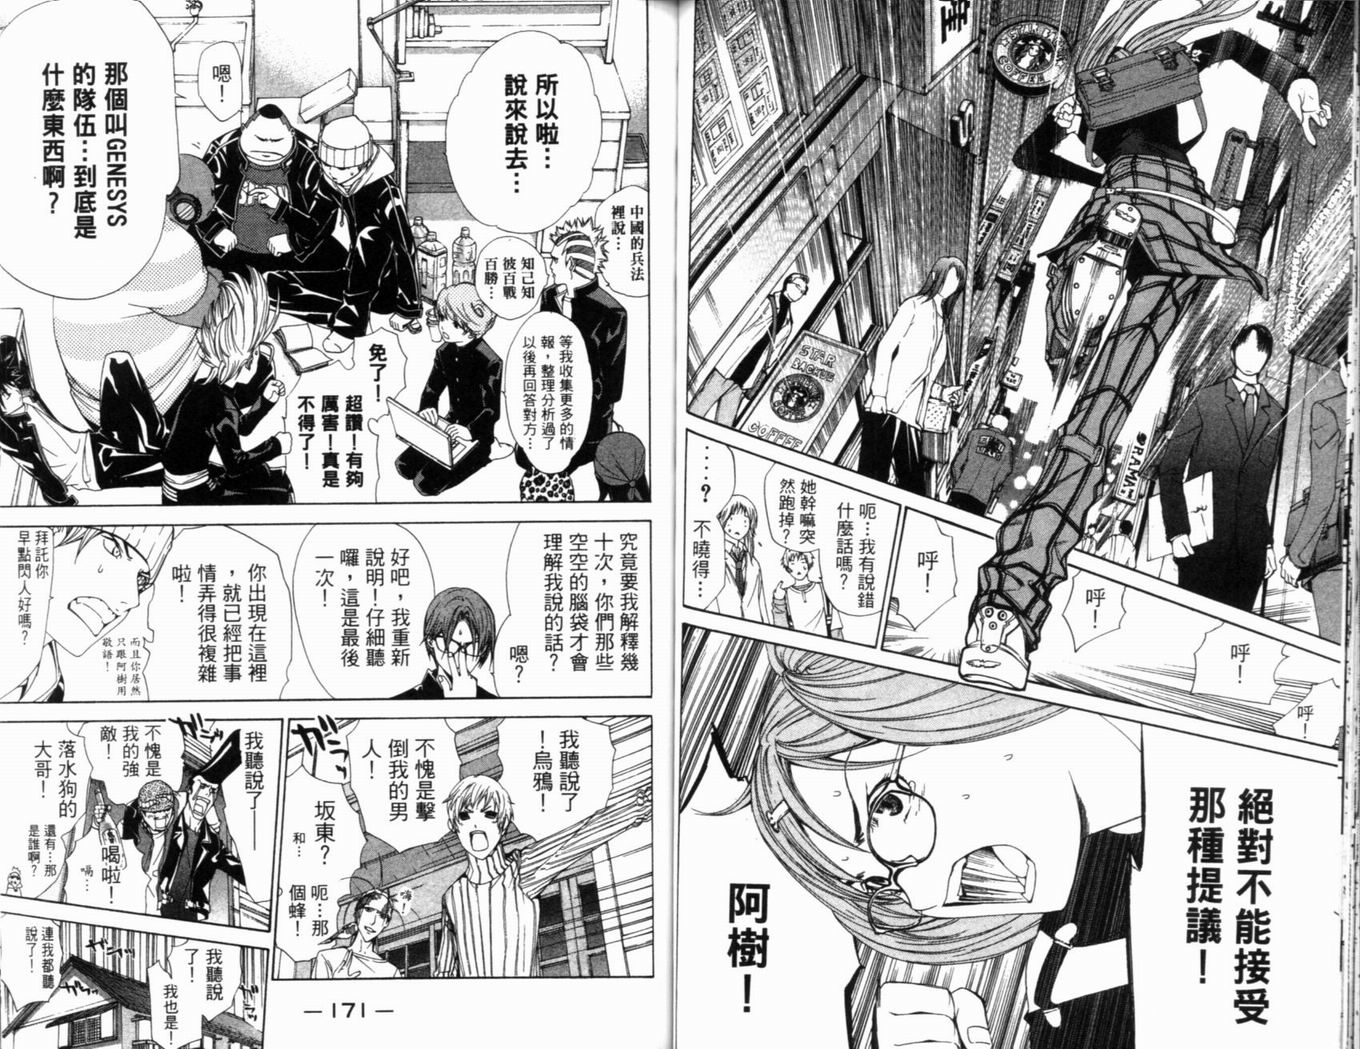 STAR
BACKUS
COFFEE
COFFEE
DRAMA
呃…我有說錯
什麼話嗎？
她幹嘛突
然跑掉？
……？
不曉得…
呼！
呼！
呼！
呼！
絕對不能接受
那種提議！
阿樹！
所以啦…
說來說去…
嗯！
那個叫GENESYS
的隊伍…到底是
什麼東西啊？
中國的兵法
裡說…
知己知
彼百戰
百勝…
等我收集更多的情
報，整理分析過了
以後再回答對方…
免了！
超讚！有夠
厲害！真是
不得了！
究竟要我解釋幾
十次，你們那些
空空的腦袋才會
理解我說的話？
嗯？
好吧，我重新
說明！仔細聽
囉，這是最後
一次！
你出現在這裡
，就已經把事
情弄得很複雜
啦！
而且你居然
只跟阿樹用
敬語！
拜託你
早點閃人好嗎？
我聽說了
！烏鴉！
不愧是擊
倒我的男
人！
ガラッ
坂東？
和…
呃…那
個蜂！
嗨！
我聽說了——
不愧是
我的強
敵！
落水狗的
大哥！
喝啦！
嗝…
還有…那
是誰啊？
我聽說
了！
我也是！
連我都聽
說了！
ガラッ
ガラッ
— 171 —